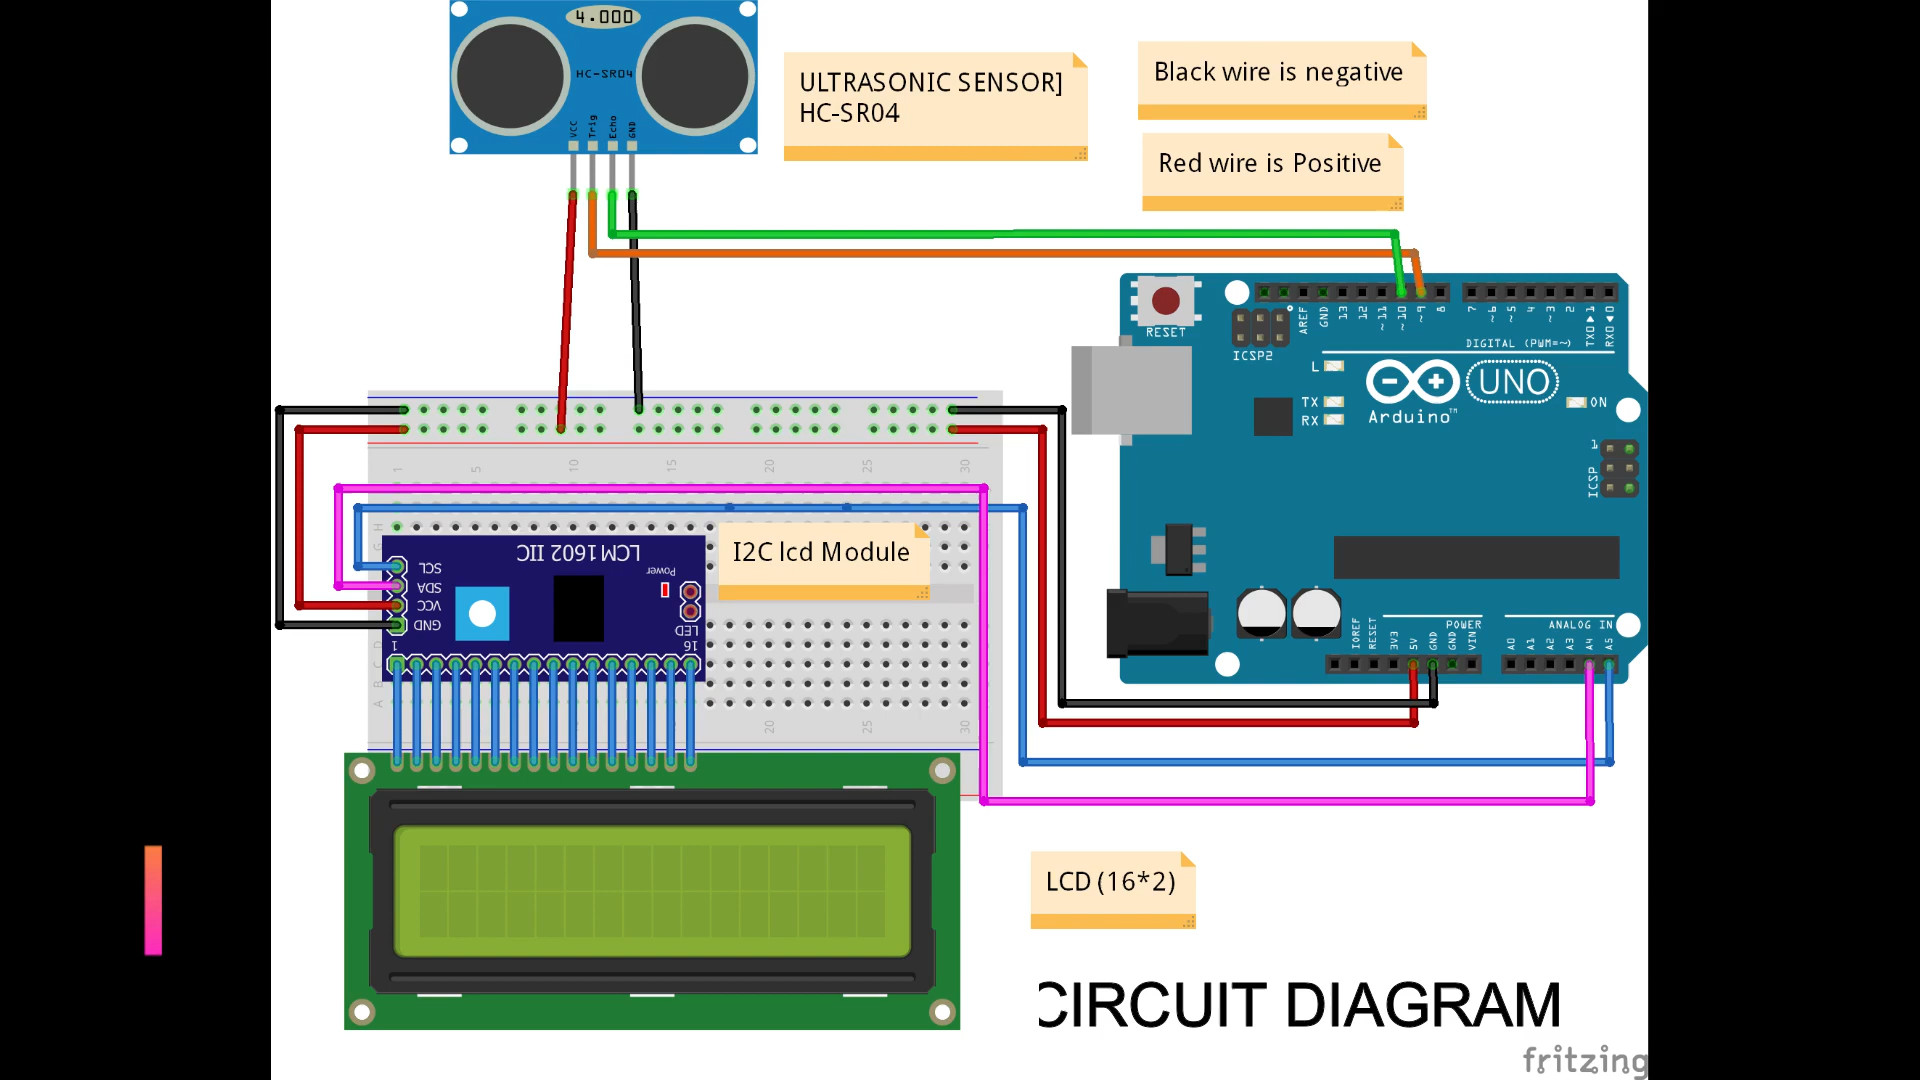 4.000
HC-SR04
VCC
Trig
Echo
GND
ULTRASONIC SENSOR]
HC-SR04
Black wire is negative
Red wire is Positive
RESET
ICSP2
AREF
GND
13
12
~11
~10
~9
8
7
~6
~5
4
~3
2
TX0▶1
RX0◀0
DIGITAL (PWM=~)
L
TX
RX
UNO
Arduino™
ON
1
ICSP
1
5
10
15
20
25
30
H
G
I2C lcd Module
LCM1602 IIC
Power
SCL
SDA
VCC
GND
LED
1
16
D
C
B
A
20
25
30
POWER
ANALOG IN
IOREF
RESET
3V3
5V
GND
GND
VIN
A0
A1
A2
A3
A4
A5
LCD (16*2)
CIRCUIT DIAGRAM
fritzing